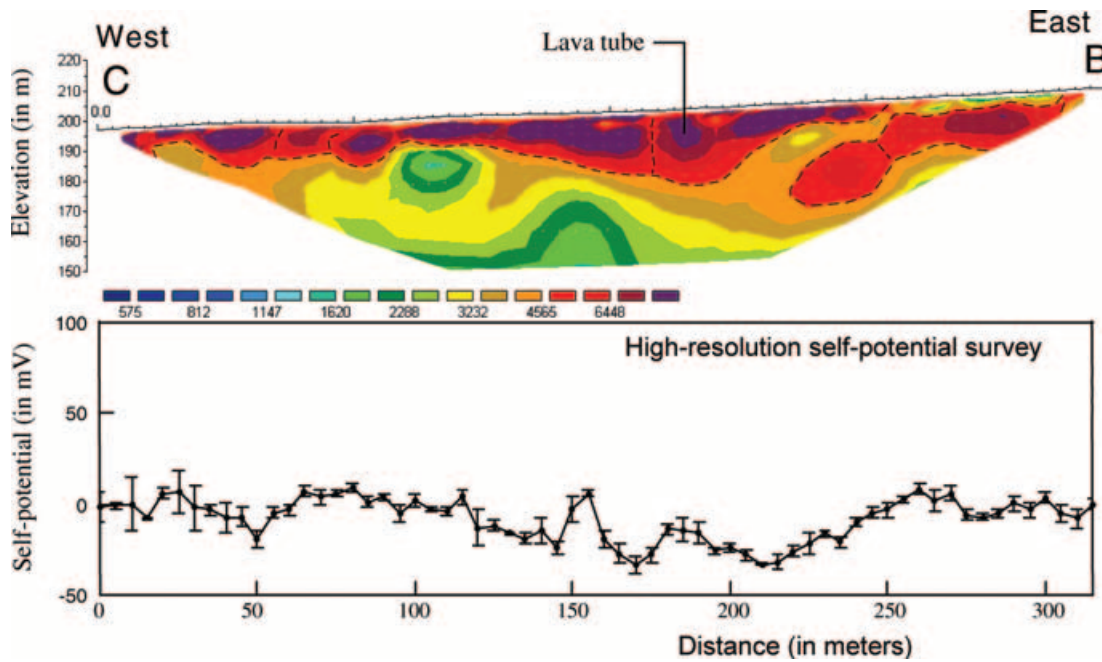 West
East
Lava tube
C
B
Elevation (in m)
220
210
200
190
180
170
160
150
0.0
575 812 1147 1620 2288 3232 4565 6448
High-resolution self-potential survey
Self-potential (in mV)
100
50
0
-50
0 50 100 150 200 250 300
Distance (in meters)